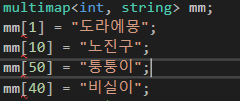 multimap<int, string> mm;
mm[1] = "도라에몽";
mm[10] = "노진구";
mm[50] = "퉁퉁이";
mm[40] = "비실이";